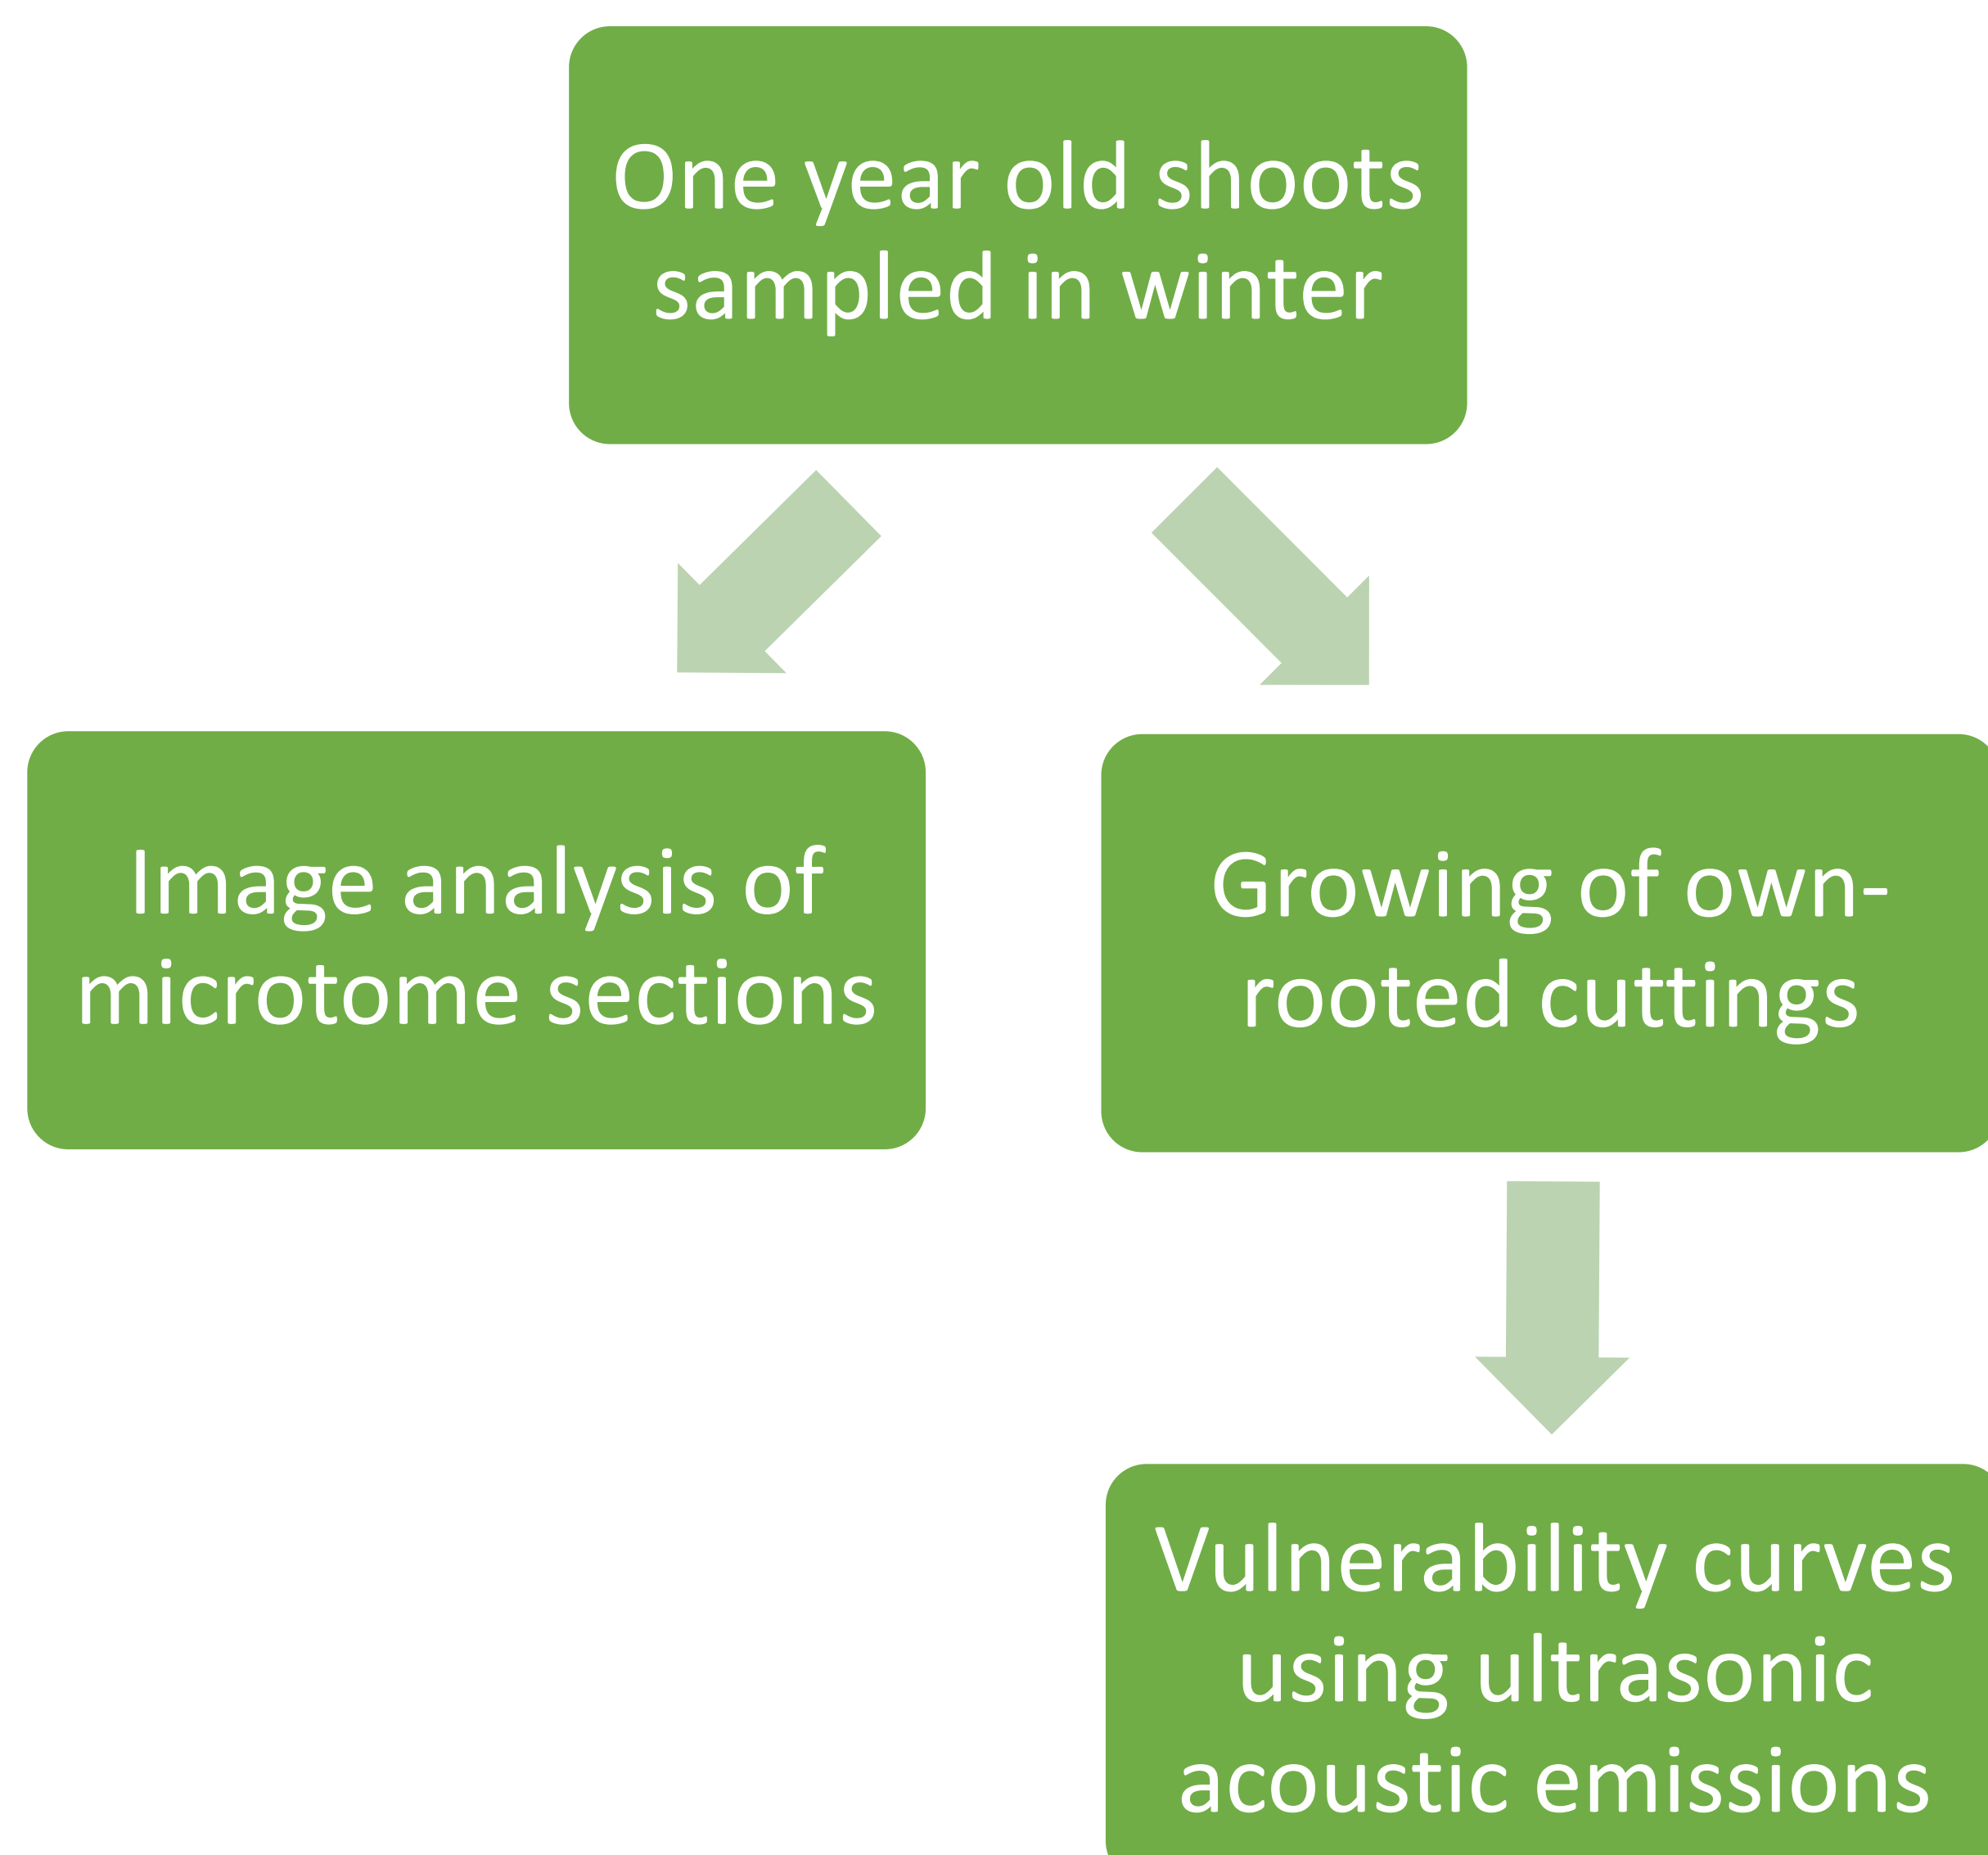 One year old shoots
sampled in winter
Image analysis of
microtome sections
Growing of own-
rooted cuttings
Vulnerability curves
using ultrasonic
acoustic emissions